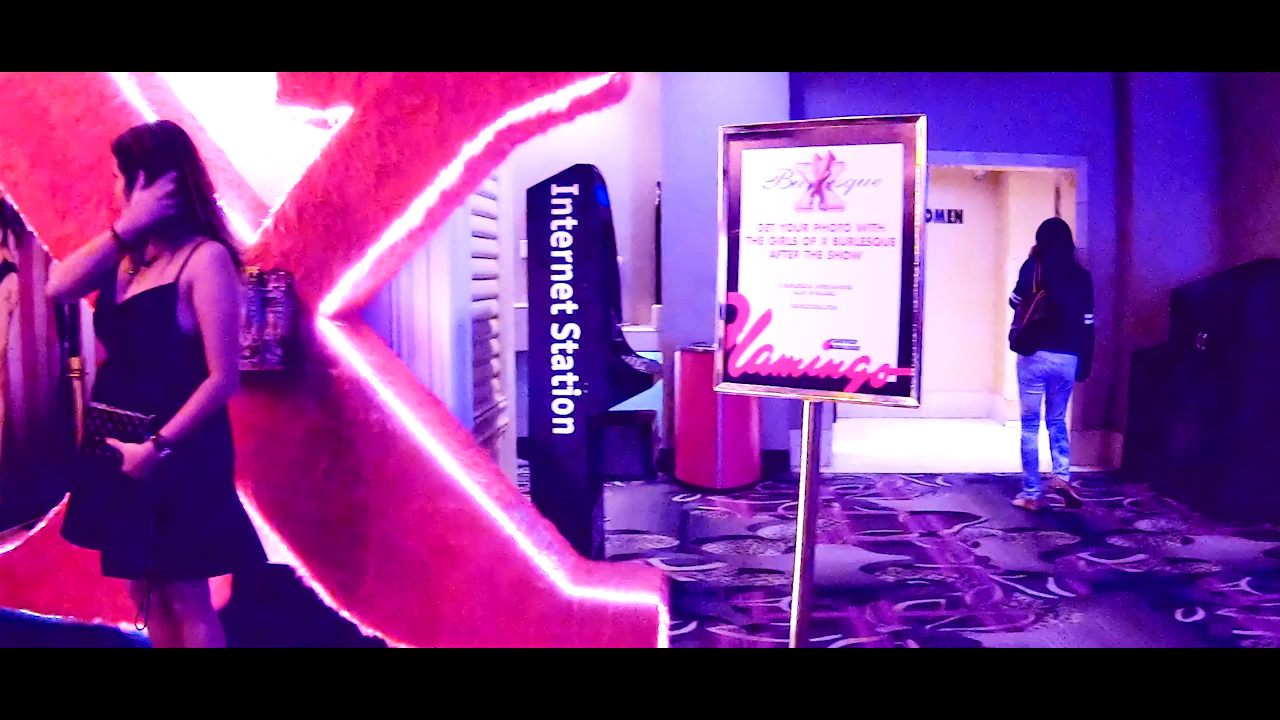 Internet Station
X
Burlesque
GET YOUR PHOTO WITH
THE GIRLS OF X BURLESQUE
AFTER THE SHOW
Flamingo
OMEN